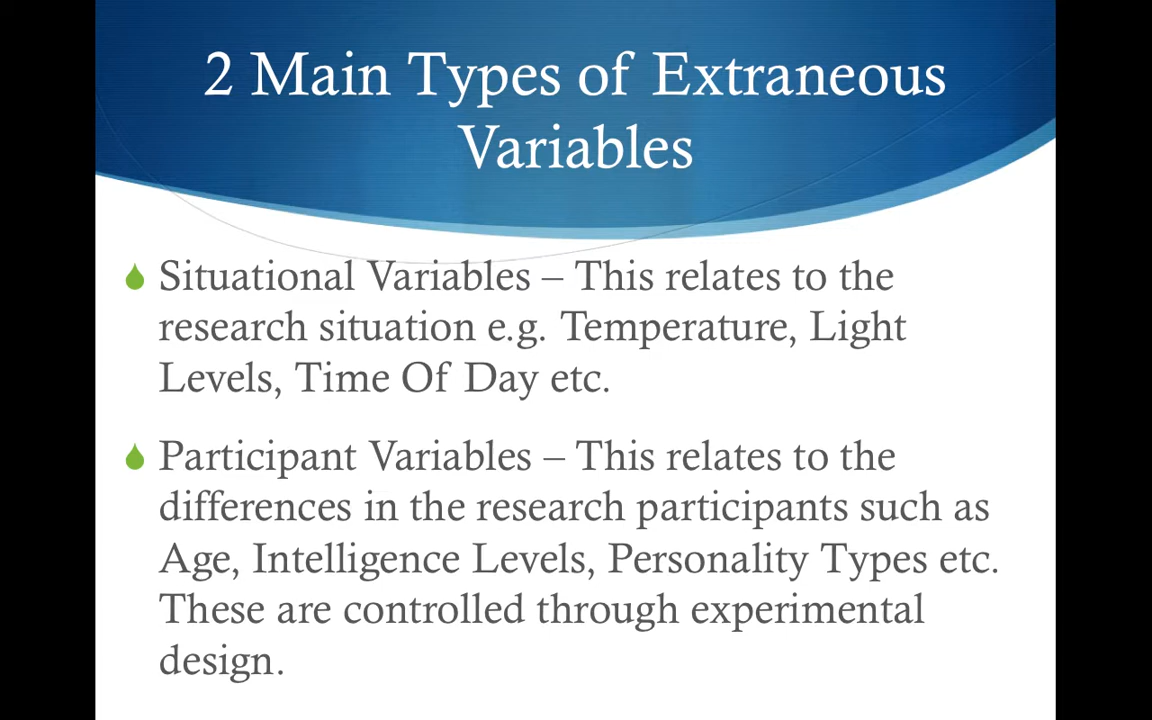 2 Main Types of Extraneous
Variables
Situational Variables – This relates to the
research situation e.g. Temperature, Light
Levels, Time Of Day etc.
Participant Variables – This relates to the
differences in the research participants such as
Age, Intelligence Levels, Personality Types etc.
These are controlled through experimental
design.